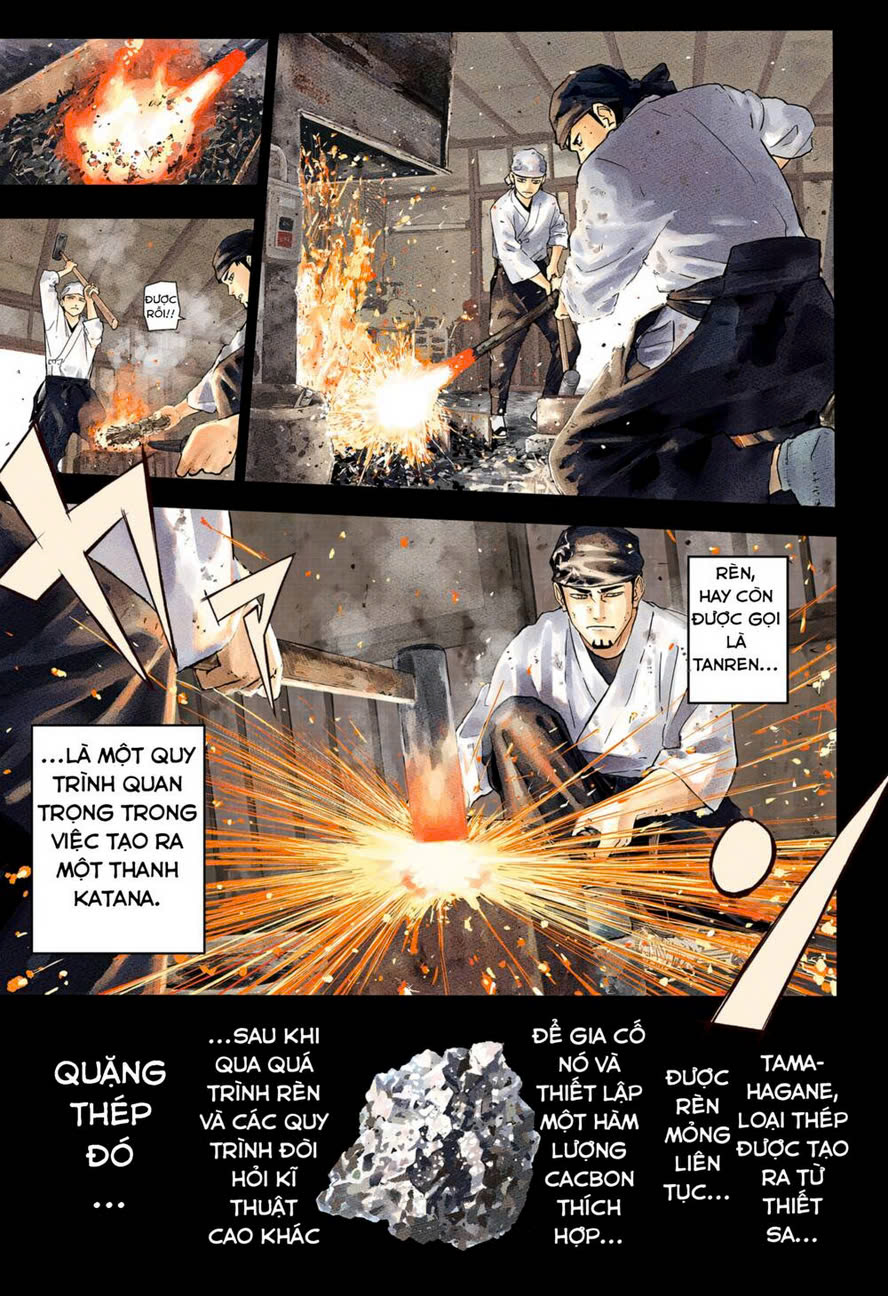 ĐƯỢC
RỒI!!
RÈN,
HAY CÒN
ĐƯỢC GỌI
LÀ
TANREN...
...LÀ MỘT QUY
TRÌNH QUAN
TRỌNG TRONG
VIỆC TẠO RA
MỘT THANH
KATANA.
TAMA-
HAGANE,
LOẠI THÉP
ĐƯỢC TẠO
RA TỪ
THIẾT
SA...
ĐƯỢC
RÈN
MỎNG
LIÊN
TỤC...
ĐỂ GIA CỐ
NÓ VÀ
THIẾT LẬP
MỘT HÀM
LƯỢNG
CACBON
THÍCH
HỢP...
...SAU KHI
QUA QUÁ
TRÌNH RÈN
VÀ CÁC QUY
TRÌNH ĐÒI
HỎI KĨ
THUẬT
CAO KHÁC
QUẶNG
THÉP
ĐÓ
...